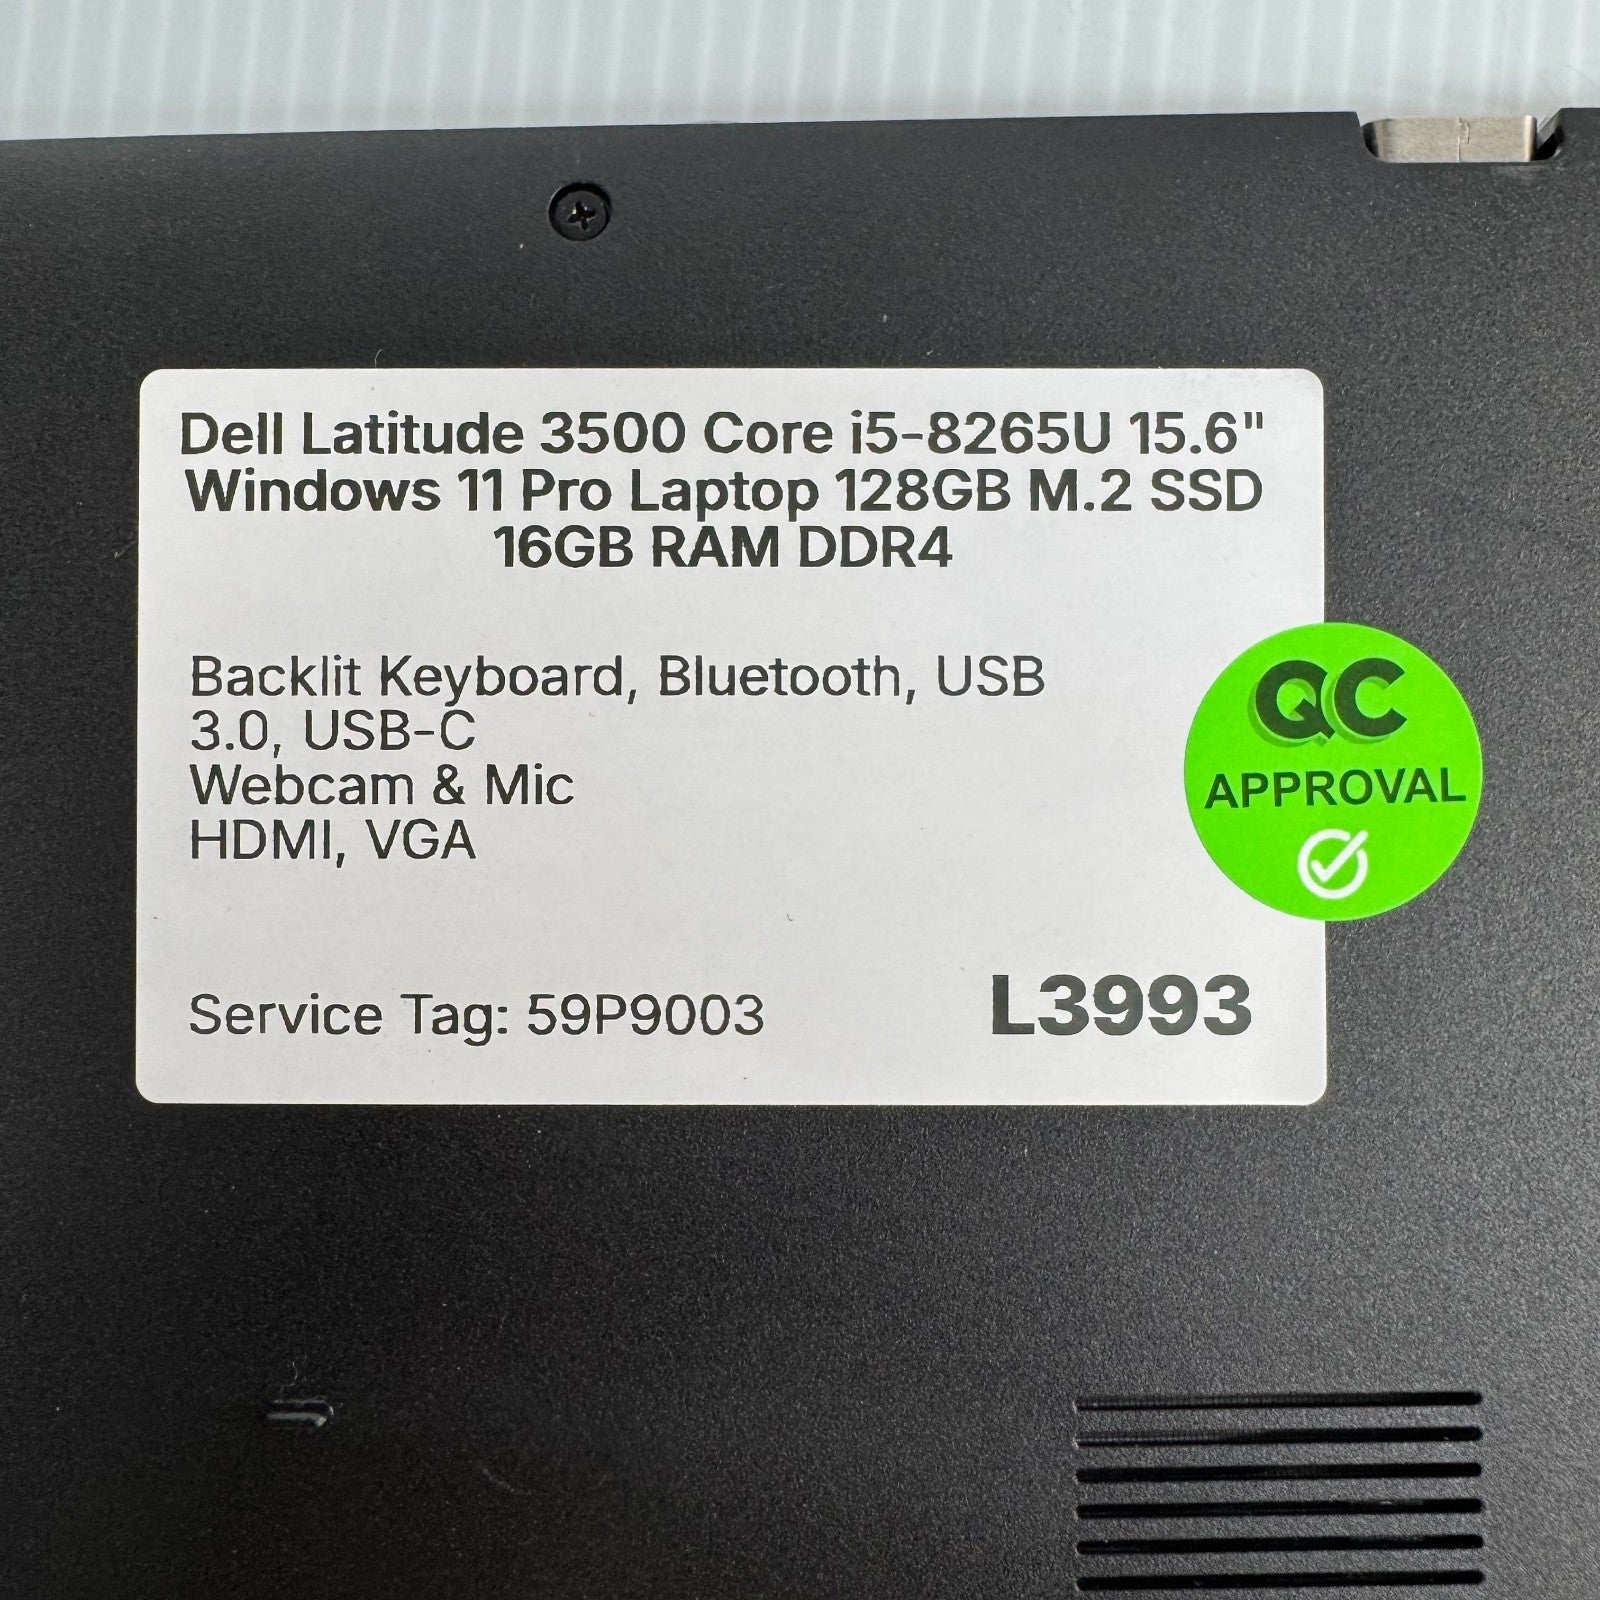 Dell Latitude 3500 Core i5-8265U 15.6"
Windows 11 Pro Laptop 128GB M.2 SSD
16GB RAM DDR4
Backlit Keyboard, Bluetooth, USB
3.0, USB-C
Webcam & Mic
HDMI, VGA
QC
APPROVAL
Service Tag: 59P9003
L3993